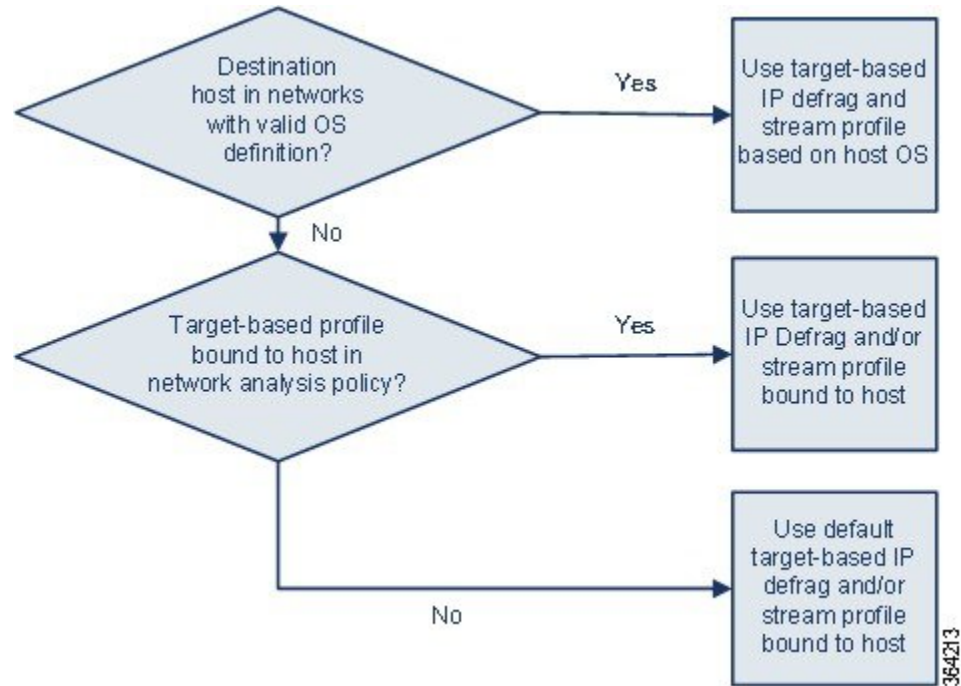 Destination
host in networks
with valid OS
definition?
Yes
Use target-based
IP defrag and
stream profile
based on host OS
No
Target-based profile
bound to host in
network analysis policy?
Yes
Use target-based
IP Defrag and/or
stream profile
bound to host
No
Use default
target-based IP
defrag and/or
stream profile
bound to host
364213